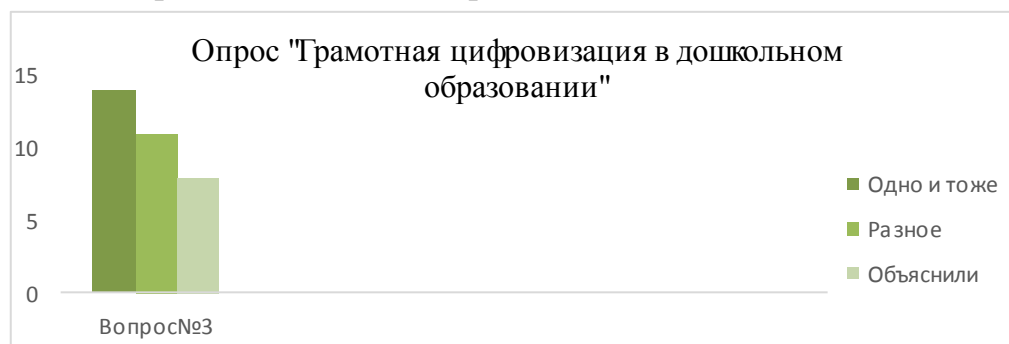 Опрос "Грамотная цифровизация в дошкольном
образовании"
15
10
5
0
Вопрос№3
Одно и тоже
Разное
Объяснили